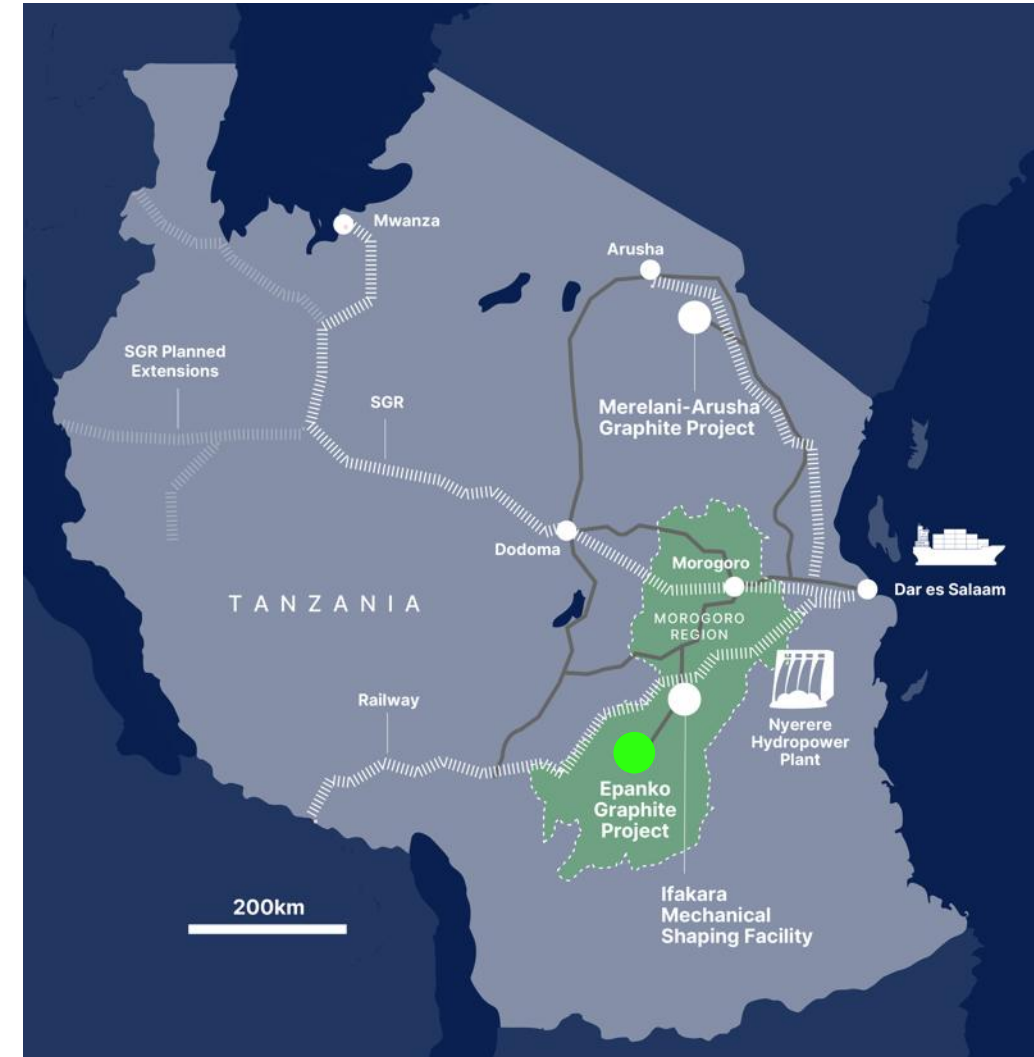 Mwanza
Arusha
SGR Planned
Extensions
SGR
Merelani-Arusha
Graphite Project
Dodoma
Morogoro
Dar es Salaam
TANZANIA
MOROGORO
REGION
Railway
Nyerere
Hydropower
Plant
Epanko
Graphite
Project
Ifakara
Mechanical
Shaping Facility
200km